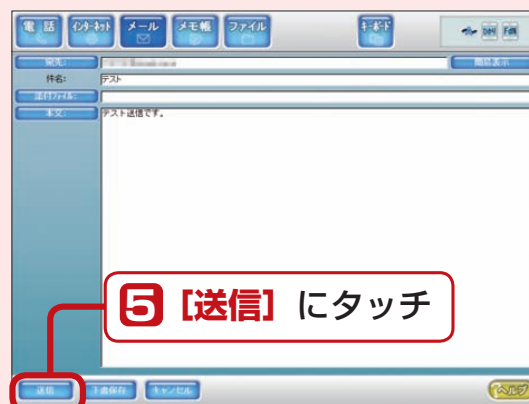 電話 インターネット メール メモ帳 ファイル キーボード
宛先: 簡易表示
件名: テスト
添付ファイル:
本文: テスト送信です。
5 [送信] にタッチ
送信 下書保存 キャンセル ヘルプ